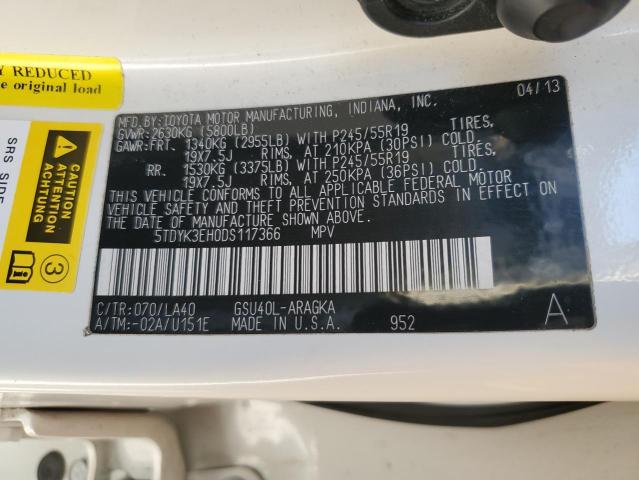 Y REDUCED
e original load
SRS SIDE
CAUTION
ATTENTION
ACHTUNG
3
MFD.BY:TOYOTA MOTOR MANUFACTURING, INDIANA, INC. 04/13
GVWR:2630KG (5800LB)
GAWR:FRT. 1340KG (2955LB) WITH P245/55R19 TIRES,
19X7.5J RIMS, AT 210KPA (30PSI) COLD.
RR. 1530KG (3375LB) WITH P245/55R19 TIRES,
19X7.5J RIMS, AT 250KPA (36PSI) COLD.
THIS VEHICLE CONFORMS TO ALL APPLICABLE FEDERAL MOTOR
VEHICLE SAFETY AND THEFT PREVENTION STANDARDS IN EFFECT ON
THE DATE OF MANUFACTURE SHOWN ABOVE.
5TDYK3EH0DS117366 MPV
C/TR:070/LA40 GSU40L-ARAGKA
A/TM:-02A/U151E MADE IN U.S.A. 952 A